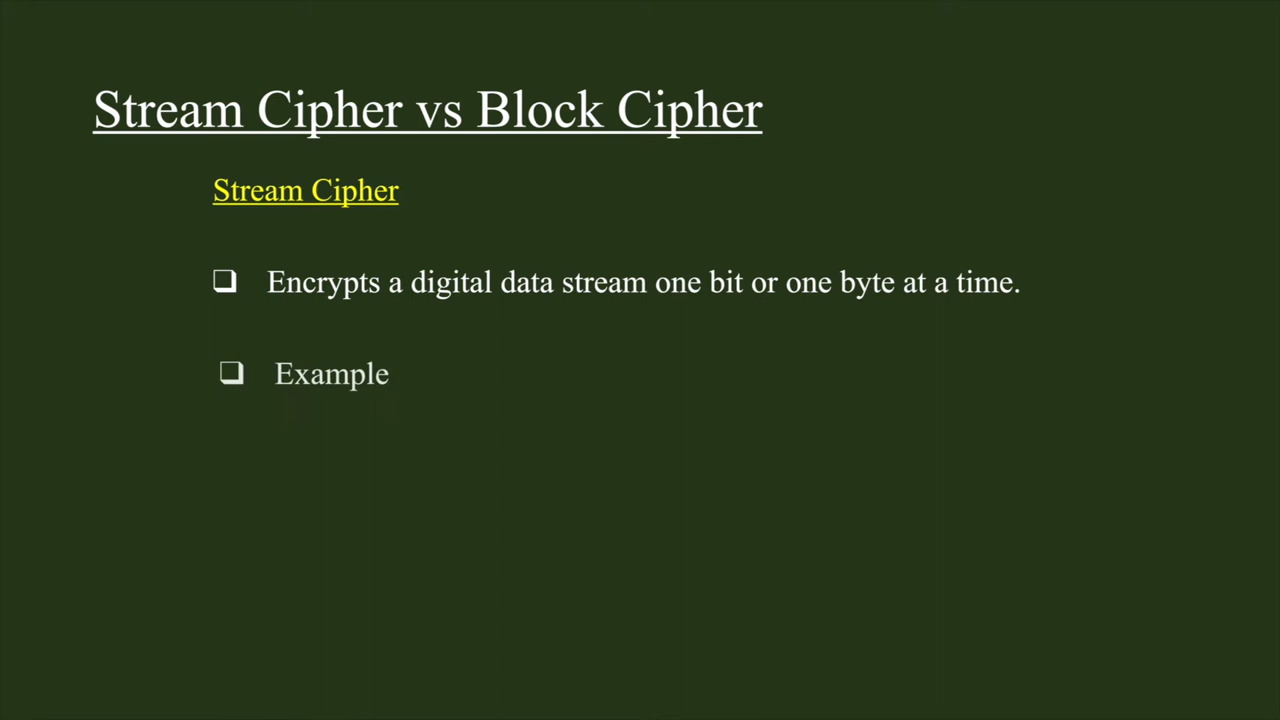 Stream Cipher vs Block Cipher
Stream Cipher
❑ Encrypts a digital data stream one bit or one byte at a time.
❑ Example